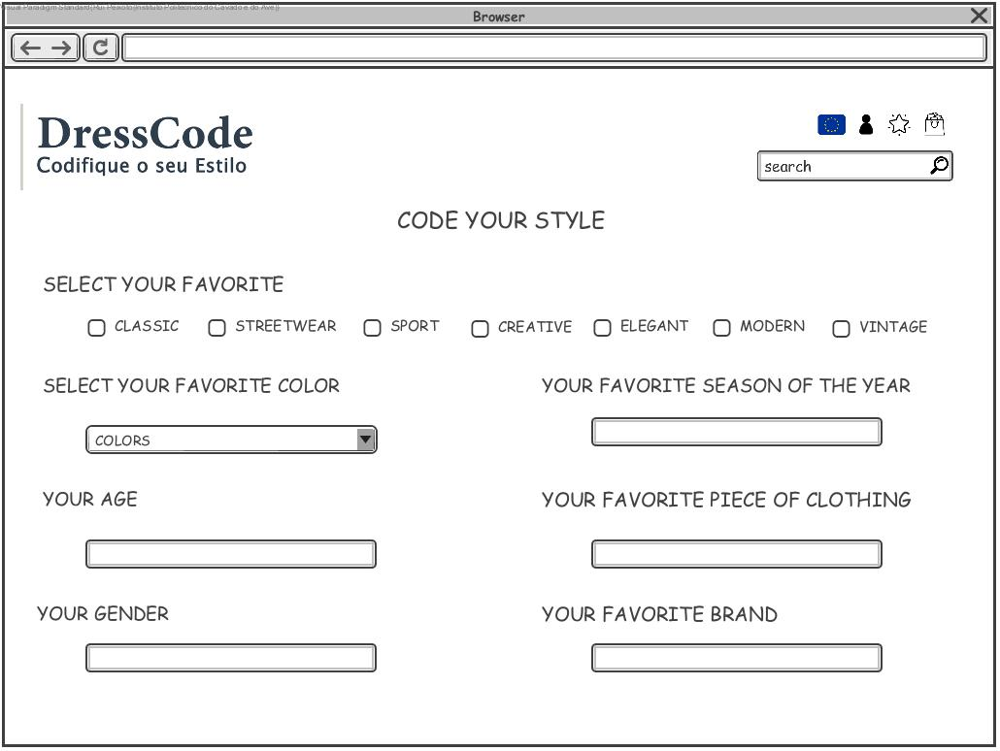 Visual Paradigm Standard(Rui Peixoto(Instituto Politécnico do Cávado e do Ave))
Browser
DressCode
Codifique o seu Estilo
search
CODE YOUR STYLE
SELECT YOUR FAVORITE
CLASSIC STREETWEAR SPORT CREATIVE ELEGANT MODERN VINTAGE
SELECT YOUR FAVORITE COLOR YOUR FAVORITE SEASON OF THE YEAR
COLORS
YOUR AGE YOUR FAVORITE PIECE OF CLOTHING
YOUR GENDER YOUR FAVORITE BRAND